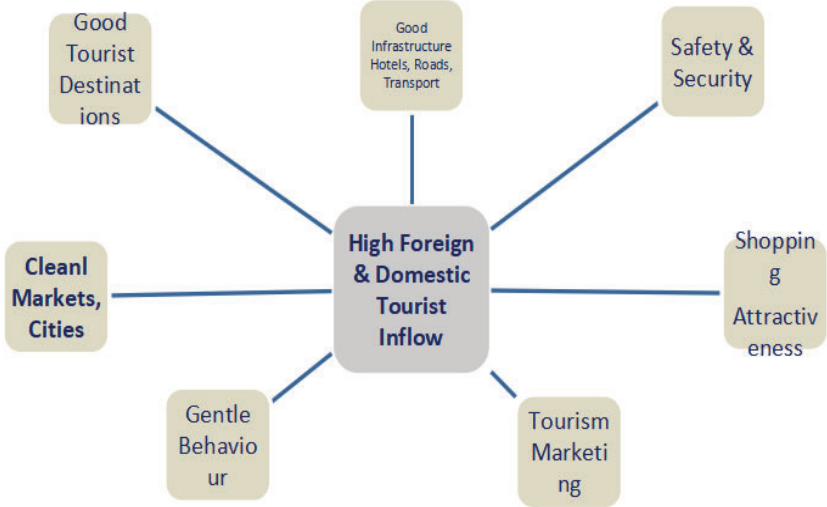 Good
Tourist
Destinat
ions
Good
Infrastructure
Hotels, Roads,
Transport
Safety &
Security
High Foreign
& Domestic
Tourist
Inflow
Cleanl
Markets,
Cities
Shoppin
g
Attractiv
eness
Gentle
Behavio
ur
Tourism
Marketi
ng